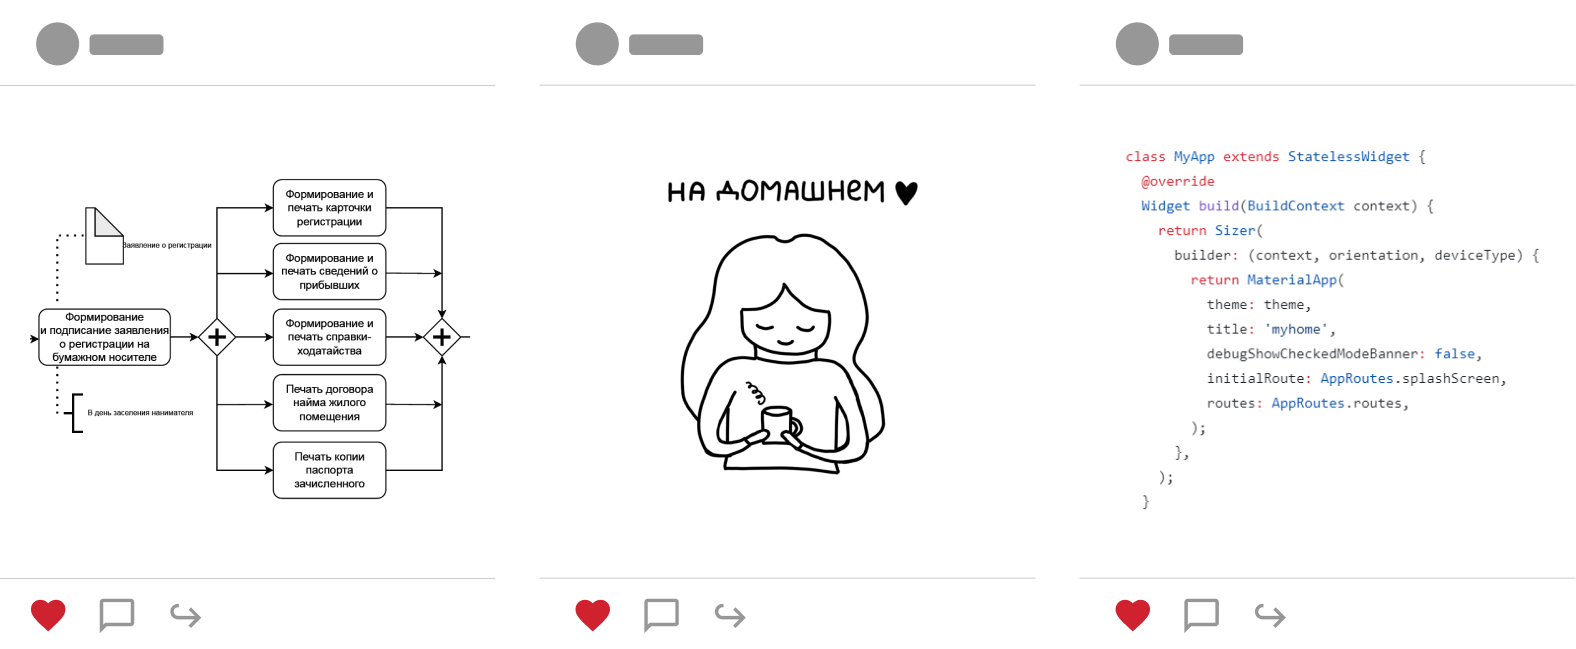 Заявление о регистрации
Формирование
и подписание заявления
о регистрации на
бумажном носителе
В день заселения нанимателя
Формирование и
печать карточки
регистрации
Формирование и
печать сведений о
прибывших
Формирование и
печать справки-
ходатайства
Печать договора
найма жилого
помещения
Печать копии
паспорта
зачисленного
НА ДОМАШНЕМ
class MyApp extends StatelessWidget {
@override
Widget build(BuildContext context) {
return Sizer(
builder: (context, orientation, deviceType) {
return MaterialApp(
theme: theme,
title: 'myhome',
debugShowCheckedModeBanner: false,
initialRoute: AppRoutes.splashScreen,
routes: AppRoutes.routes,
);
},
);
}